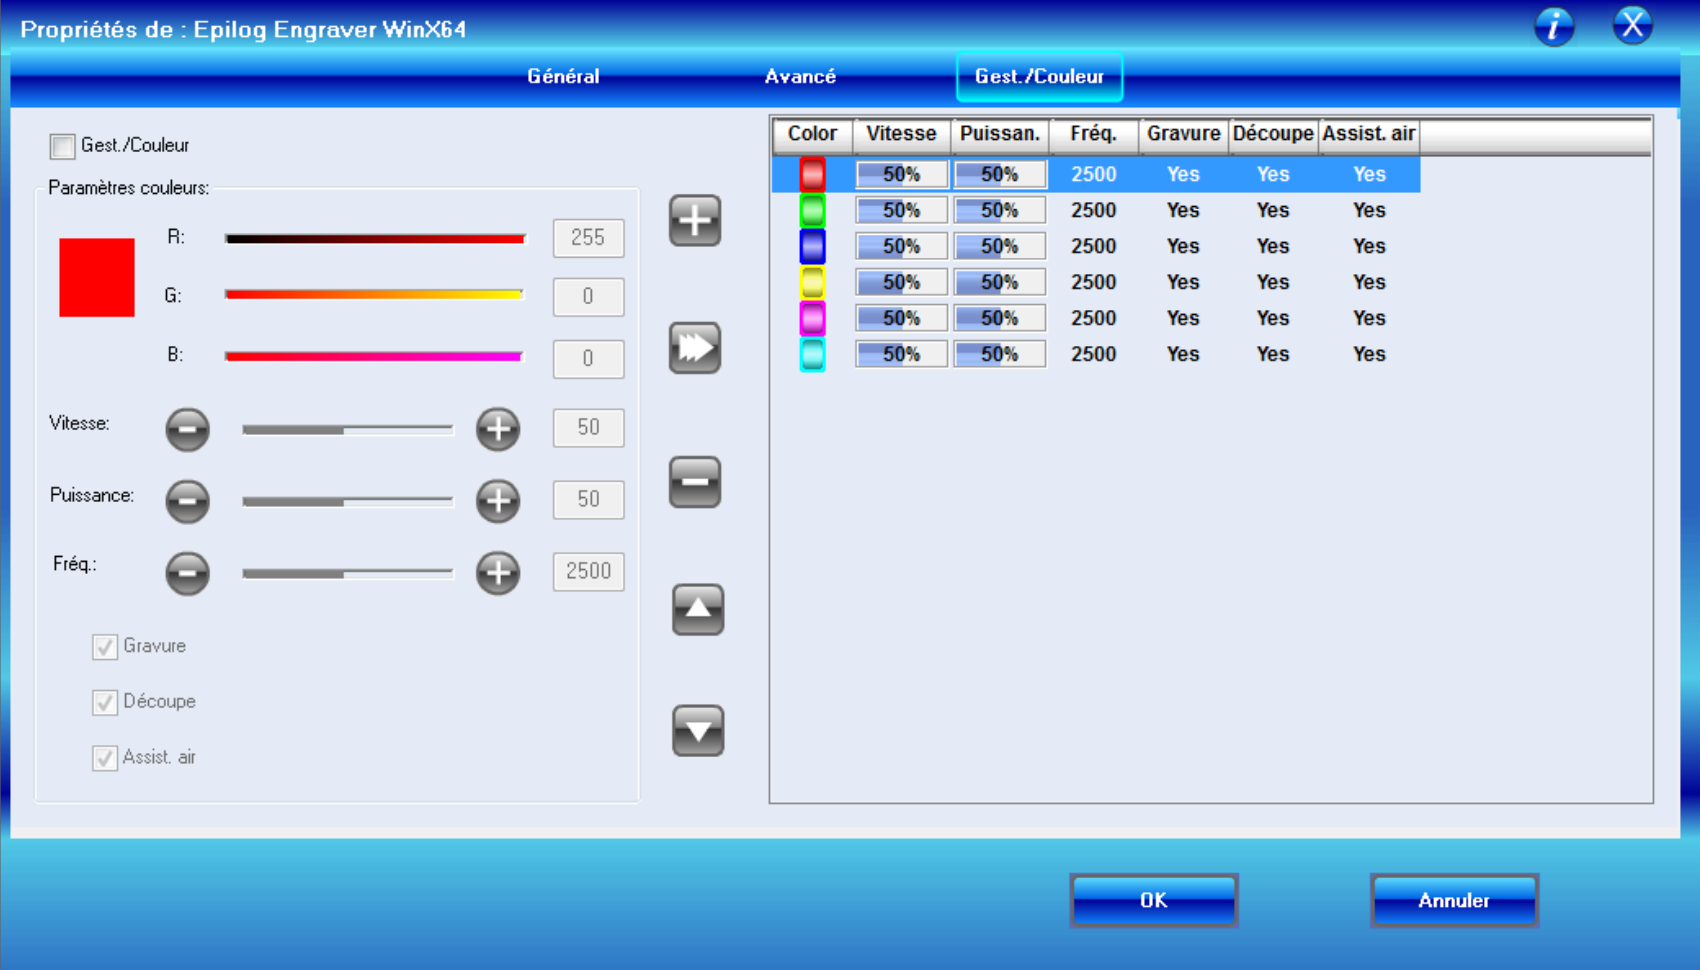 Propriétés de : Epilog Engraver WinX64
Général Avancé Gest./Couleur
Gest./Couleur
Paramètres couleurs:
R: 255
G: 0
B: 0
Vitesse: 50
Puissance: 50
Fréq.: 2500
Gravure
Découpe
Assist. air
Color Vitesse Puissan. Fréq. Gravure Découpe Assist. air
50% 50% 2500 Yes Yes Yes
50% 50% 2500 Yes Yes Yes
50% 50% 2500 Yes Yes Yes
50% 50% 2500 Yes Yes Yes
50% 50% 2500 Yes Yes Yes
50% 50% 2500 Yes Yes Yes
OK Annuler